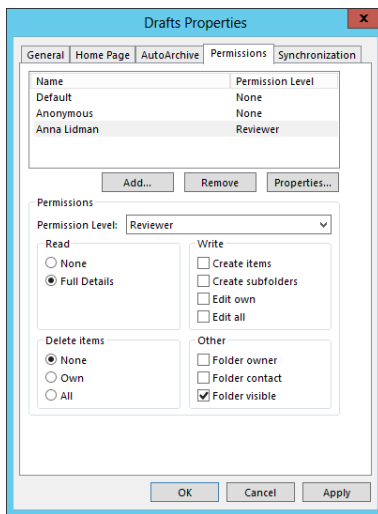 Drafts Properties
x
General Home Page AutoArchive Permissions Synchronization
Name Permission Level
Default None
Anonymous None
Anna Lidman Reviewer
Add... Remove Properties...
Permissions
Permission Level: Reviewer
Read Write
None Create items
Full Details Create subfolders
Edit own
Edit all
Delete items Other
None Folder owner
Own Folder contact
All Folder visible
OK Cancel Apply